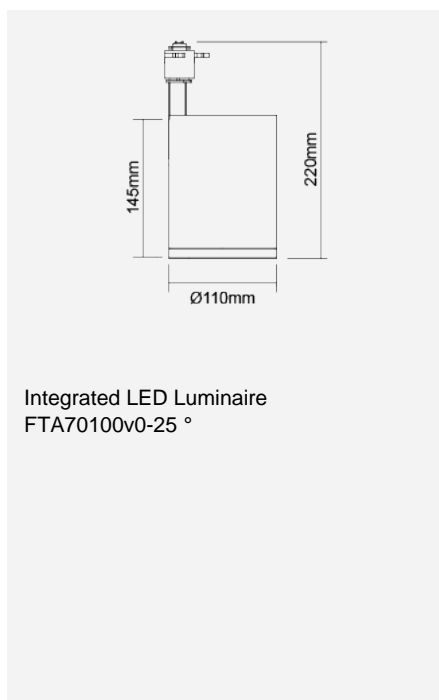 145mm
220mm
Ø110mm
Integrated LED Luminaire
FTA70100v0-25 °